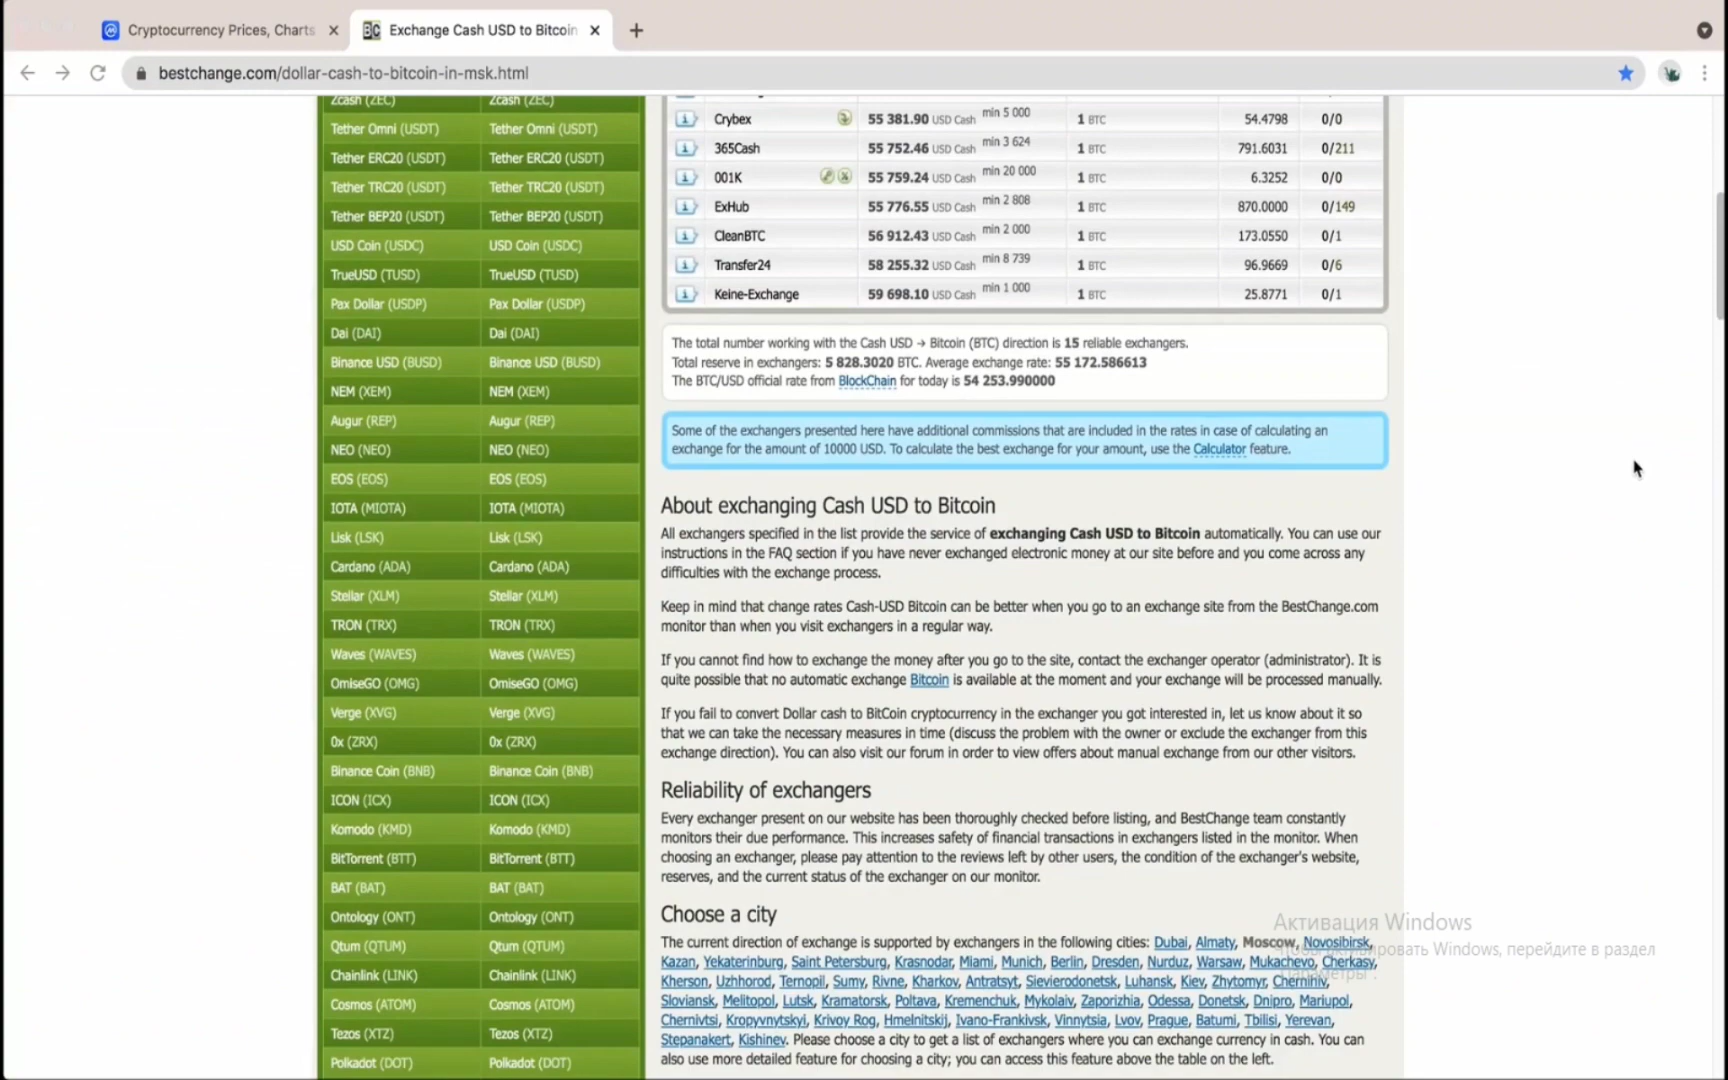 Cryptocurrency Prices, Charts
Exchange Cash USD to Bitcoin
bestchange.com/dollar-cash-to-bitcoin-in-msk.html
Zcash (ZEC) Zcash (ZEC)
Tether Omni (USDT) Tether Omni (USDT)
Tether ERC20 (USDT) Tether ERC20 (USDT)
Tether TRC20 (USDT) Tether TRC20 (USDT)
Tether BEP20 (USDT) Tether BEP20 (USDT)
USD Coin (USDC) USD Coin (USDC)
TrueUSD (TUSD) TrueUSD (TUSD)
Pax Dollar (USDP) Pax Dollar (USDP)
Dai (DAI) Dai (DAI)
Binance USD (BUSD) Binance USD (BUSD)
NEM (XEM) NEM (XEM)
Augur (REP) Augur (REP)
NEO (NEO) NEO (NEO)
EOS (EOS) EOS (EOS)
IOTA (MIOTA) IOTA (MIOTA)
Lisk (LSK) Lisk (LSK)
Cardano (ADA) Cardano (ADA)
Stellar (XLM) Stellar (XLM)
TRON (TRX) TRON (TRX)
Waves (WAVES) Waves (WAVES)
OmiseGO (OMG) OmiseGO (OMG)
Verge (XVG) Verge (XVG)
0x (ZRX) 0x (ZRX)
Binance Coin (BNB) Binance Coin (BNB)
ICON (ICX) ICON (ICX)
Komodo (KMD) Komodo (KMD)
BitTorrent (BTT) BitTorrent (BTT)
BAT (BAT) BAT (BAT)
Ontology (ONT) Ontology (ONT)
Qtum (QTUM) Qtum (QTUM)
Chainlink (LINK) Chainlink (LINK)
Cosmos (ATOM) Cosmos (ATOM)
Tezos (XTZ) Tezos (XTZ)
Polkadot (DOT) Polkadot (DOT)
Crybex 55 381.90 USD Cash min 5 000 1 BTC 54.4798 0/0
365Cash 55 752.46 USD Cash min 3 624 1 BTC 791.6031 0/211
001K 55 759.24 USD Cash min 20 000 1 BTC 6.3252 0/0
ExHub 55 776.55 USD Cash min 2 808 1 BTC 870.0000 0/149
CleanBTC 56 912.43 USD Cash min 2 000 1 BTC 173.0550 0/1
Transfer24 58 255.32 USD Cash min 8 739 1 BTC 96.9669 0/6
Keine-Exchange 59 698.10 USD Cash min 1 000 1 BTC 25.8771 0/1
The total number working with the Cash USD → Bitcoin (BTC) direction is 15 reliable exchangers.
Total reserve in exchangers: 5 828.3020 BTC. Average exchange rate: 55 172.586613
The BTC/USD official rate from BlockChain for today is 54 253.990000
Some of the exchangers presented here have additional commissions that are included in the rates in case of calculating an
exchange for the amount of 10000 USD. To calculate the best exchange for your amount, use the Calculator feature.
About exchanging Cash USD to Bitcoin
All exchangers specified in the list provide the service of exchanging Cash USD to Bitcoin automatically. You can use our
instructions in the FAQ section if you have never exchanged electronic money at our site before and you come across any
difficulties with the exchange process.
Keep in mind that change rates Cash-USD Bitcoin can be better when you go to an exchange site from the BestChange.com
monitor than when you visit exchangers in a regular way.
If you cannot find how to exchange the money after you go to the site, contact the exchanger operator (administrator). It is
quite possible that no automatic exchange Bitcoin is available at the moment and your exchange will be processed manually.
If you fail to convert Dollar cash to BitCoin cryptocurrency in the exchanger you got interested in, let us know about it so
that we can take the necessary measures in time (discuss the problem with the owner or exclude the exchanger from this
exchange direction). You can also visit our forum in order to view offers about manual exchange from our other visitors.
Reliability of exchangers
Every exchanger present on our website has been thoroughly checked before listing, and BestChange team constantly
monitors their due performance. This increases safety of financial transactions in exchangers listed in the monitor. When
choosing an exchanger, please pay attention to the reviews left by other users, the condition of the exchanger's website,
reserves, and the current status of the exchanger on our monitor.
Choose a city
The current direction of exchange is supported by exchangers in the following cities: Dubai, Almaty, Moscow, Novosibirsk,
Kazan, Yekaterinburg, Saint Petersburg, Krasnodar, Miami, Munich, Berlin, Dresden, Nurduz, Warsaw, Mukachevo, Cherkasy,
Kherson, Uzhhorod, Ternopil, Sumy, Rivne, Kharkov, Antratsyt, Sievierodonetsk, Luhansk, Kiev, Zhytomyr, Chernihiv,
Sloviansk, Melitopol, Lutsk, Kramatorsk, Poltava, Kremenchuk, Mykolaiv, Zaporizhia, Odessa, Donetsk, Dnipro, Mariupol,
Chernivtsi, Kropyvnytskyi, Krivoy Rog, Hmelnitskij, Ivano-Frankivsk, Vinnytsia, Lvov, Prague, Batumi, Tbilisi, Yerevan,
Stepanakert, Kishinev. Please choose a city to get a list of exchangers where you can exchange currency in cash. You can
also use more detailed feature for choosing a city; you can access this feature above the table on the left.
Активация Windows
Чтобы активировать Windows, перейдите в раздел
"Параметры".